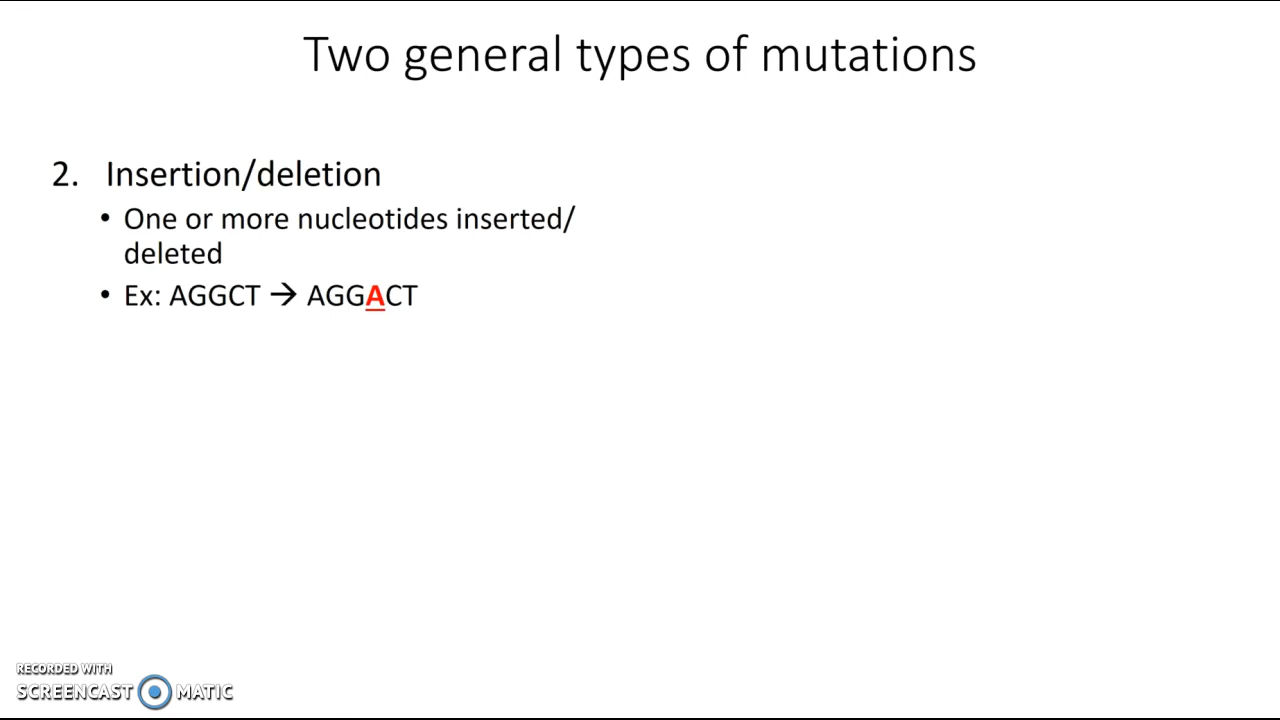 Two general types of mutations
2. Insertion/deletion
• One or more nucleotides inserted/
deleted
• Ex: AGGCT → AGGACT
RECORDED WITH
SCREENCAST MATIC